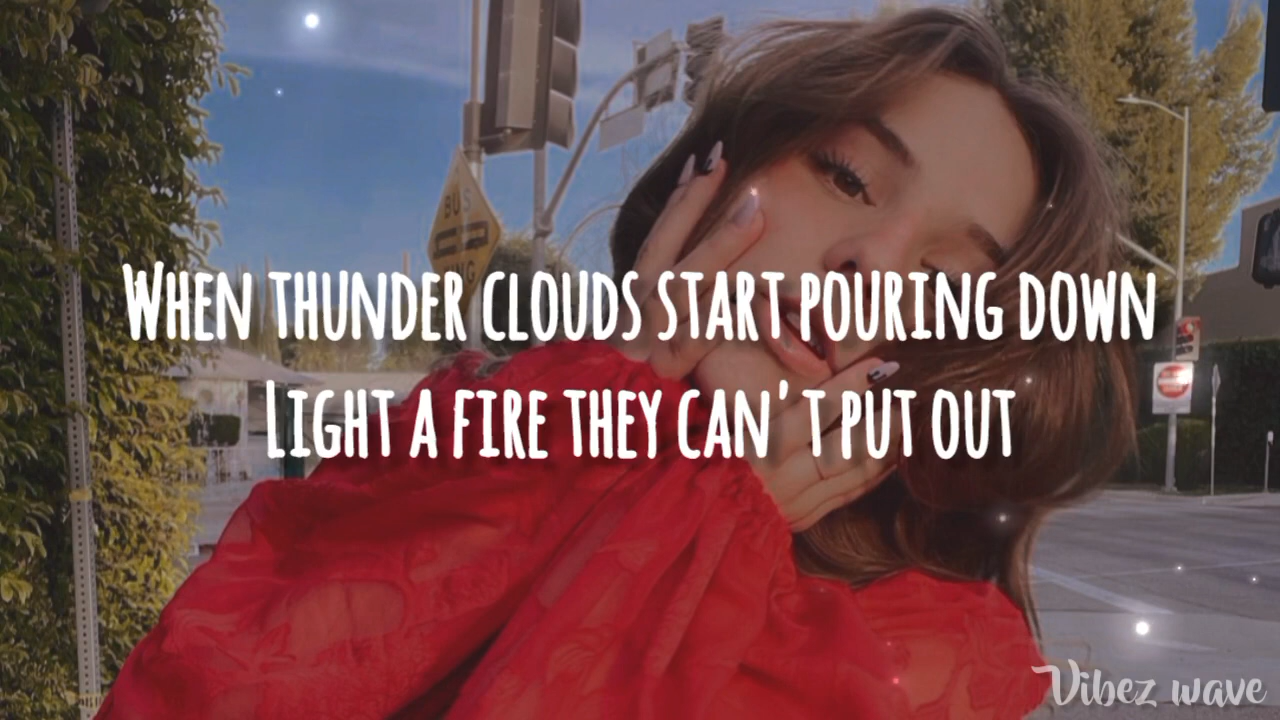 BUS
When thunder clouds start pouring down
Light a fire they can't put out
Vibez wave